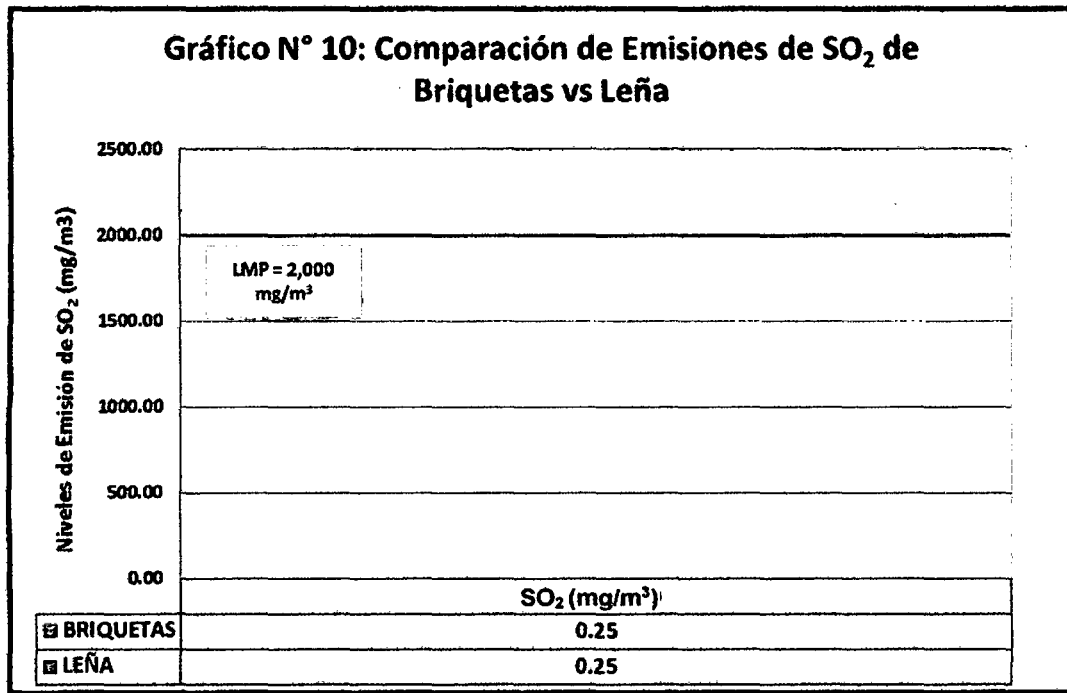 Gráfico N° 10: Comparación de Emisiones de SO₂ de
Briquetas vs Leña
Niveles de Emisión de SO₂ (mg/m3)
2500.00
2000.00
LMP = 2,000
mg/m³
1500.00
1000.00
500.00
0.00
SO₂ (mg/m³)
BRIQUETAS 0.25
LEÑA 0.25